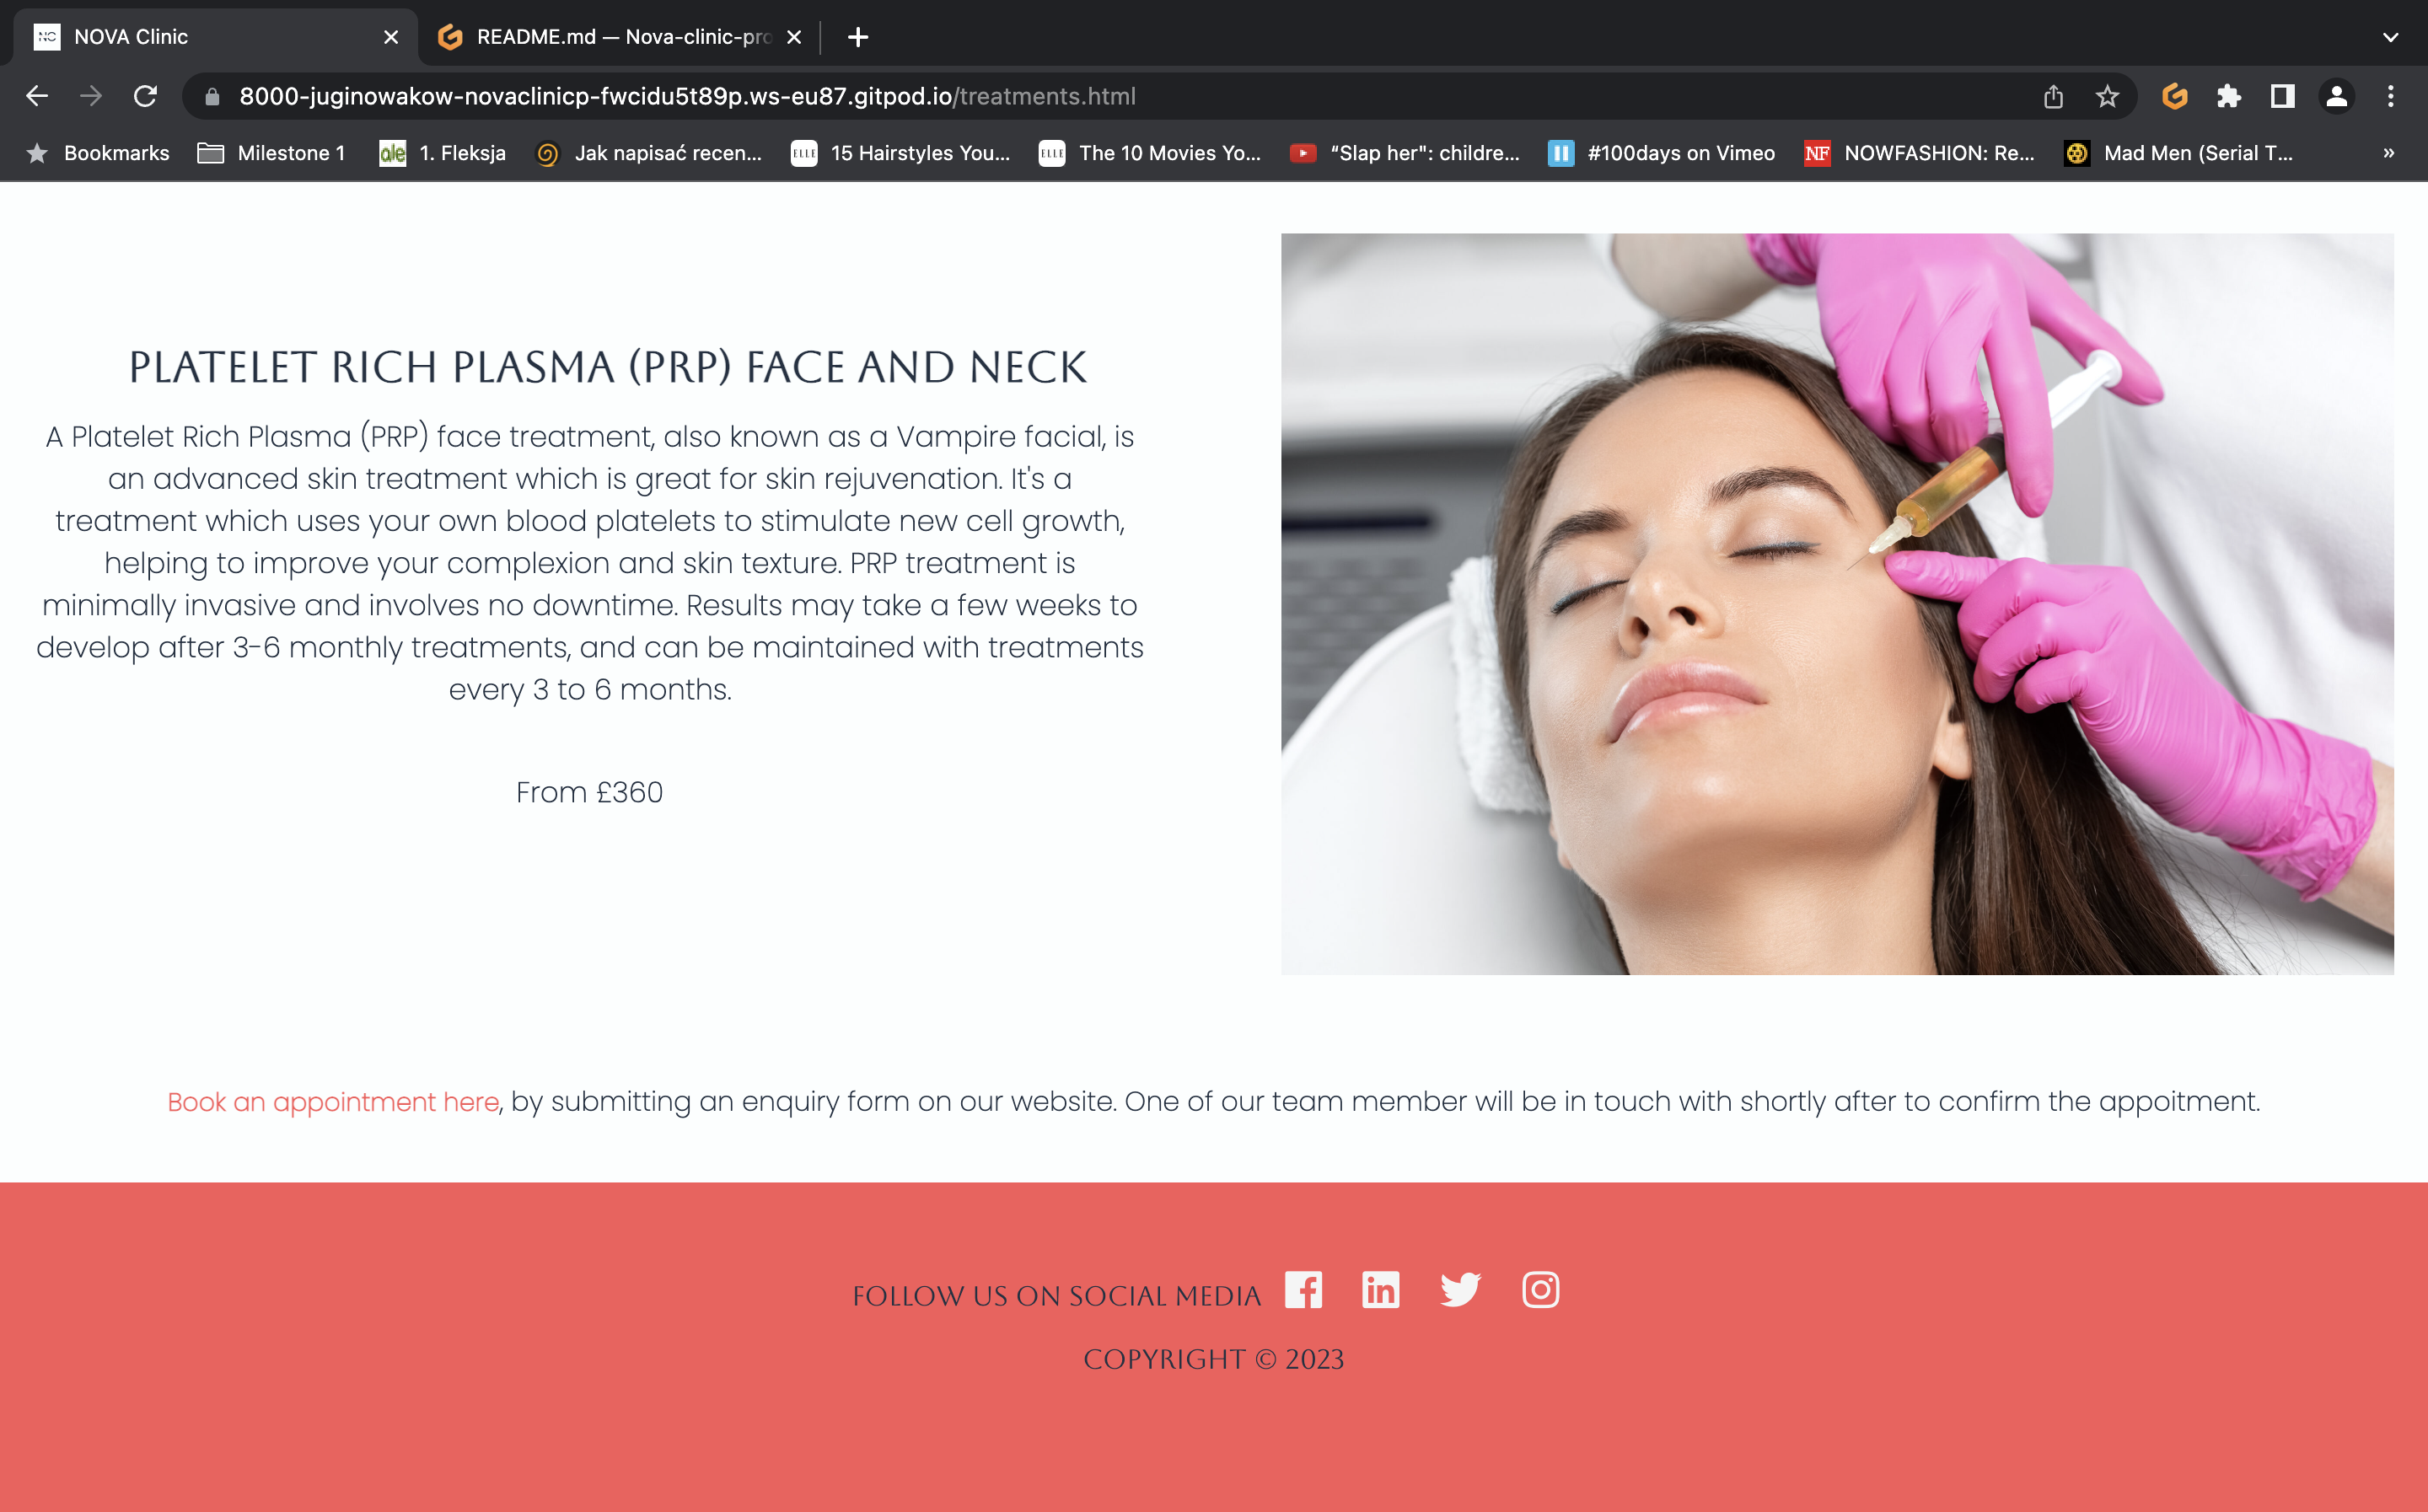 NOVA Clinic
README.md — Nova-clinic-pro
8000-juginowakow-novaclinicp-fwcidu5t89p.ws-eu87.gitpod.io/treatments.html
Bookmarks
Milestone 1
ale
1. Fleksja
Jak napisać recen...
ELLE
15 Hairstyles You...
ELLE
The 10 Movies Yo...
“Slap her": childre...
#100days on Vimeo
NF
NOWFASHION: Re...
Mad Men (Serial T...
»
PLATELET RICH PLASMA (PRP) FACE AND NECK
A Platelet Rich Plasma (PRP) face treatment, also known as a Vampire facial, is
an advanced skin treatment which is great for skin rejuvenation. It's a
treatment which uses your own blood platelets to stimulate new cell growth,
helping to improve your complexion and skin texture. PRP treatment is
minimally invasive and involves no downtime. Results may take a few weeks to
develop after 3-6 monthly treatments, and can be maintained with treatments
every 3 to 6 months.
From £360
Book an appointment here, by submitting an enquiry form on our website. One of our team member will be in touch with shortly after to confirm the appoitment.
FOLLOW US ON SOCIAL MEDIA
COPYRIGHT © 2023